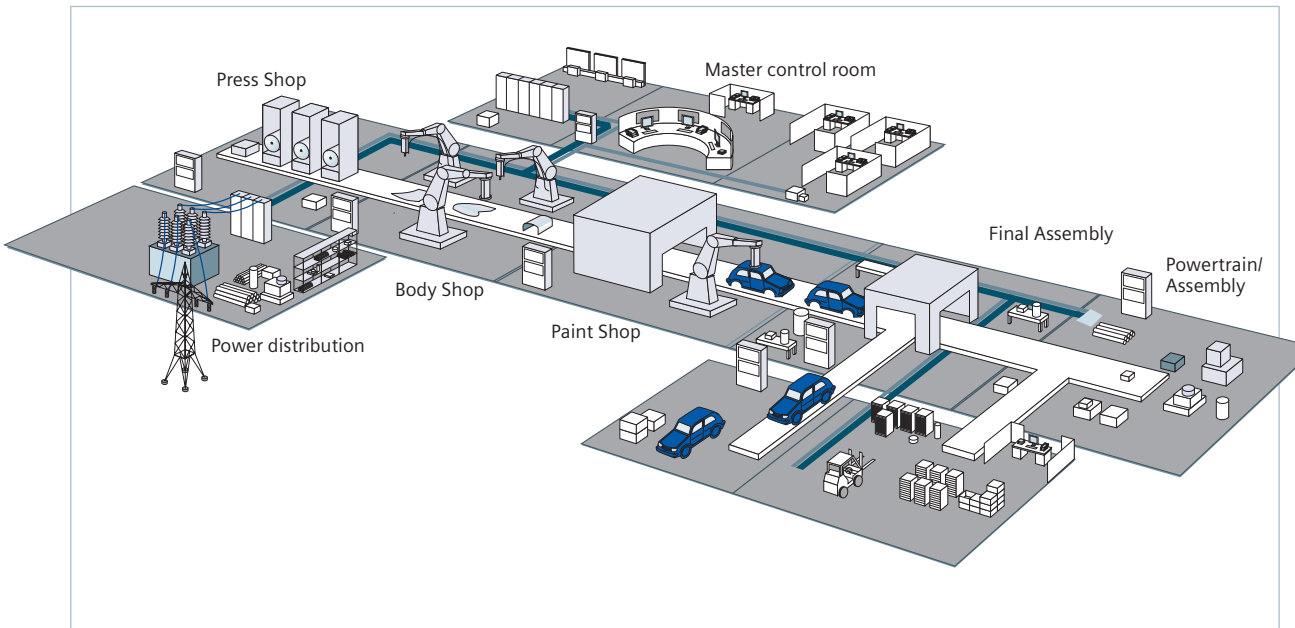 Press Shop
Master control room
Final Assembly
Powertrain/
Assembly
Body Shop
Paint Shop
Power distribution